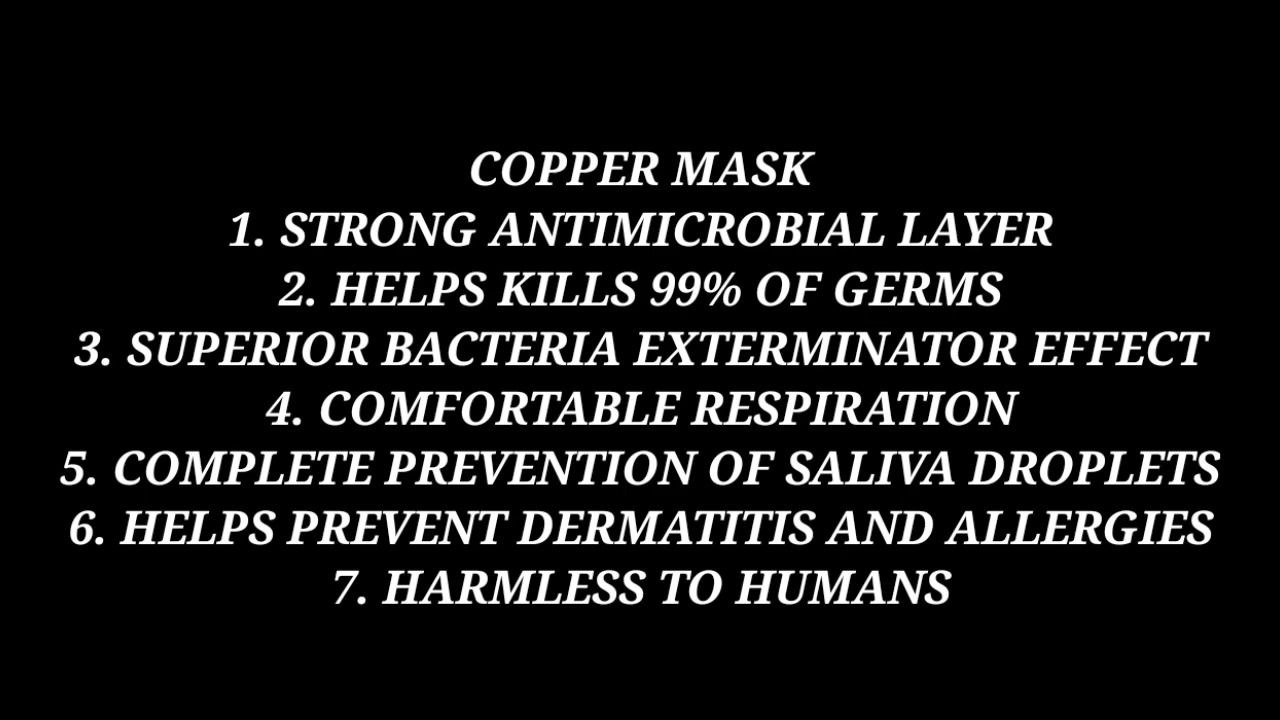 COPPER MASK
1. STRONG ANTIMICROBIAL LAYER
2. HELPS KILLS 99% OF GERMS
3. SUPERIOR BACTERIA EXTERMINATOR EFFECT
4. COMFORTABLE RESPIRATION
5. COMPLETE PREVENTION OF SALIVA DROPLETS
6. HELPS PREVENT DERMATITIS AND ALLERGIES
7. HARMLESS TO HUMANS